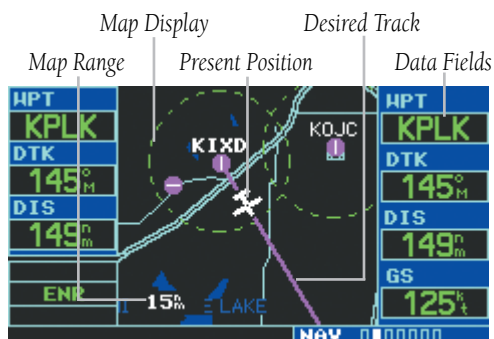 Map Display
Desired Track
Map Range
Present Position
Data Fields
WPT
KPLK
DTK
145°M
DIS
149nm
ENR
KIXD
KOJC
15nm
E LAKE
WPT
KPLK
DTK
145°M
DIS
149nm
GS
125kt
NAV